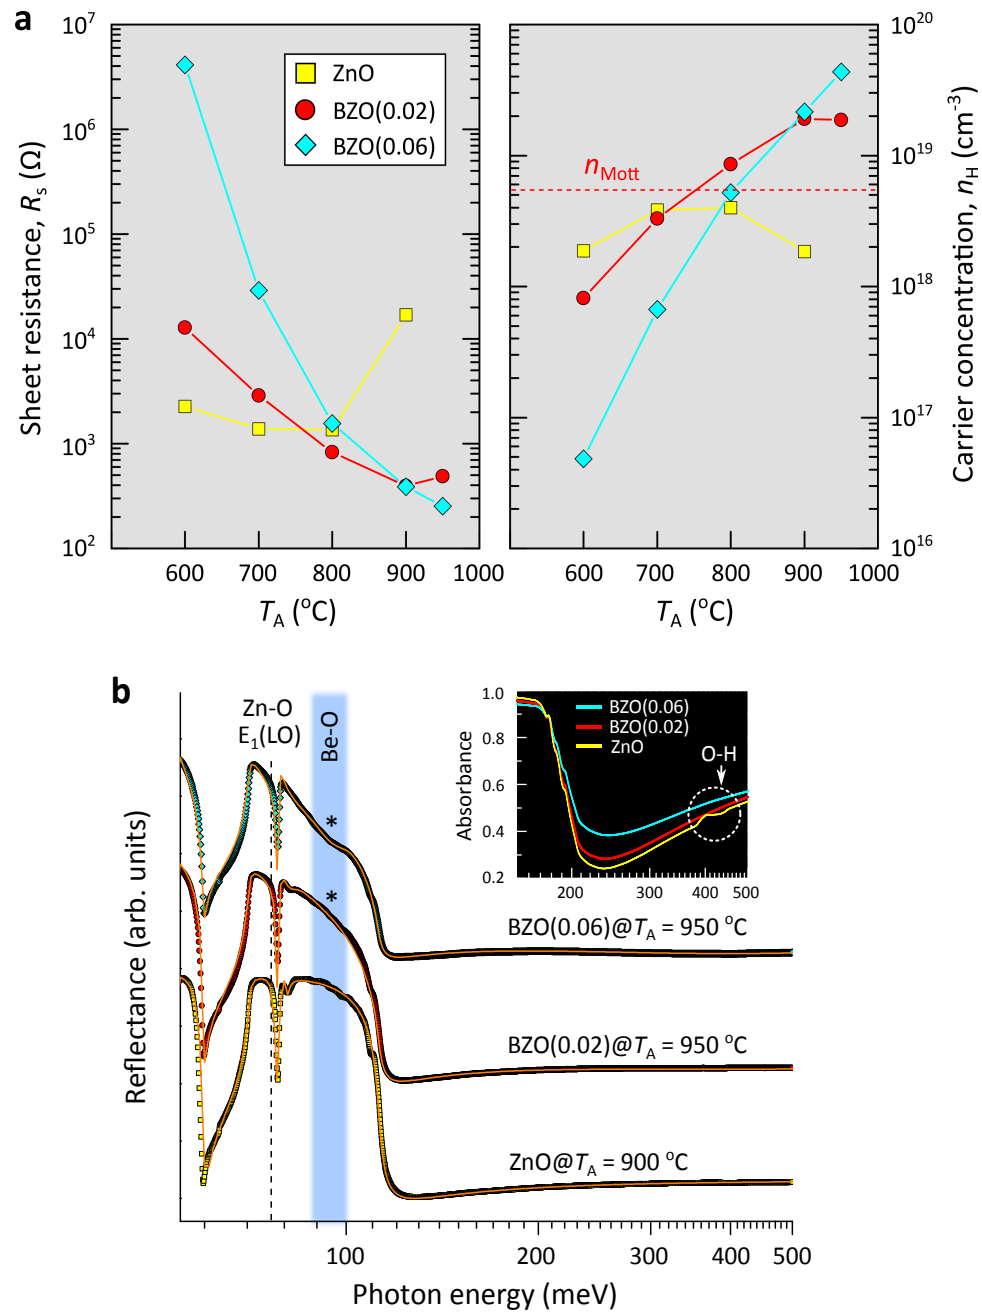 a
10^7
10^6
10^5
10^4
10^3
10^2
Sheet resistance, R_s (Ω)
ZnO
BZO(0.02)
BZO(0.06)
600 700 800 900 1000
T_A (°C)
n_Mott
10^20
10^19
10^18
10^17
10^16
Carrier concentration, n_H (cm^-3)
600 700 800 900 1000
T_A (°C)
b
Zn-O
E_1(LO)
Be-O
*
*
Reflectance (arb. units)
1.0
0.8
0.6
0.4
0.2
Absorbance
BZO(0.06)
BZO(0.02)
ZnO
O-H
200 300 400 500
BZO(0.06)@T_A = 950 °C
BZO(0.02)@T_A = 950 °C
ZnO@T_A = 900 °C
100 200 300 400 500
Photon energy (meV)